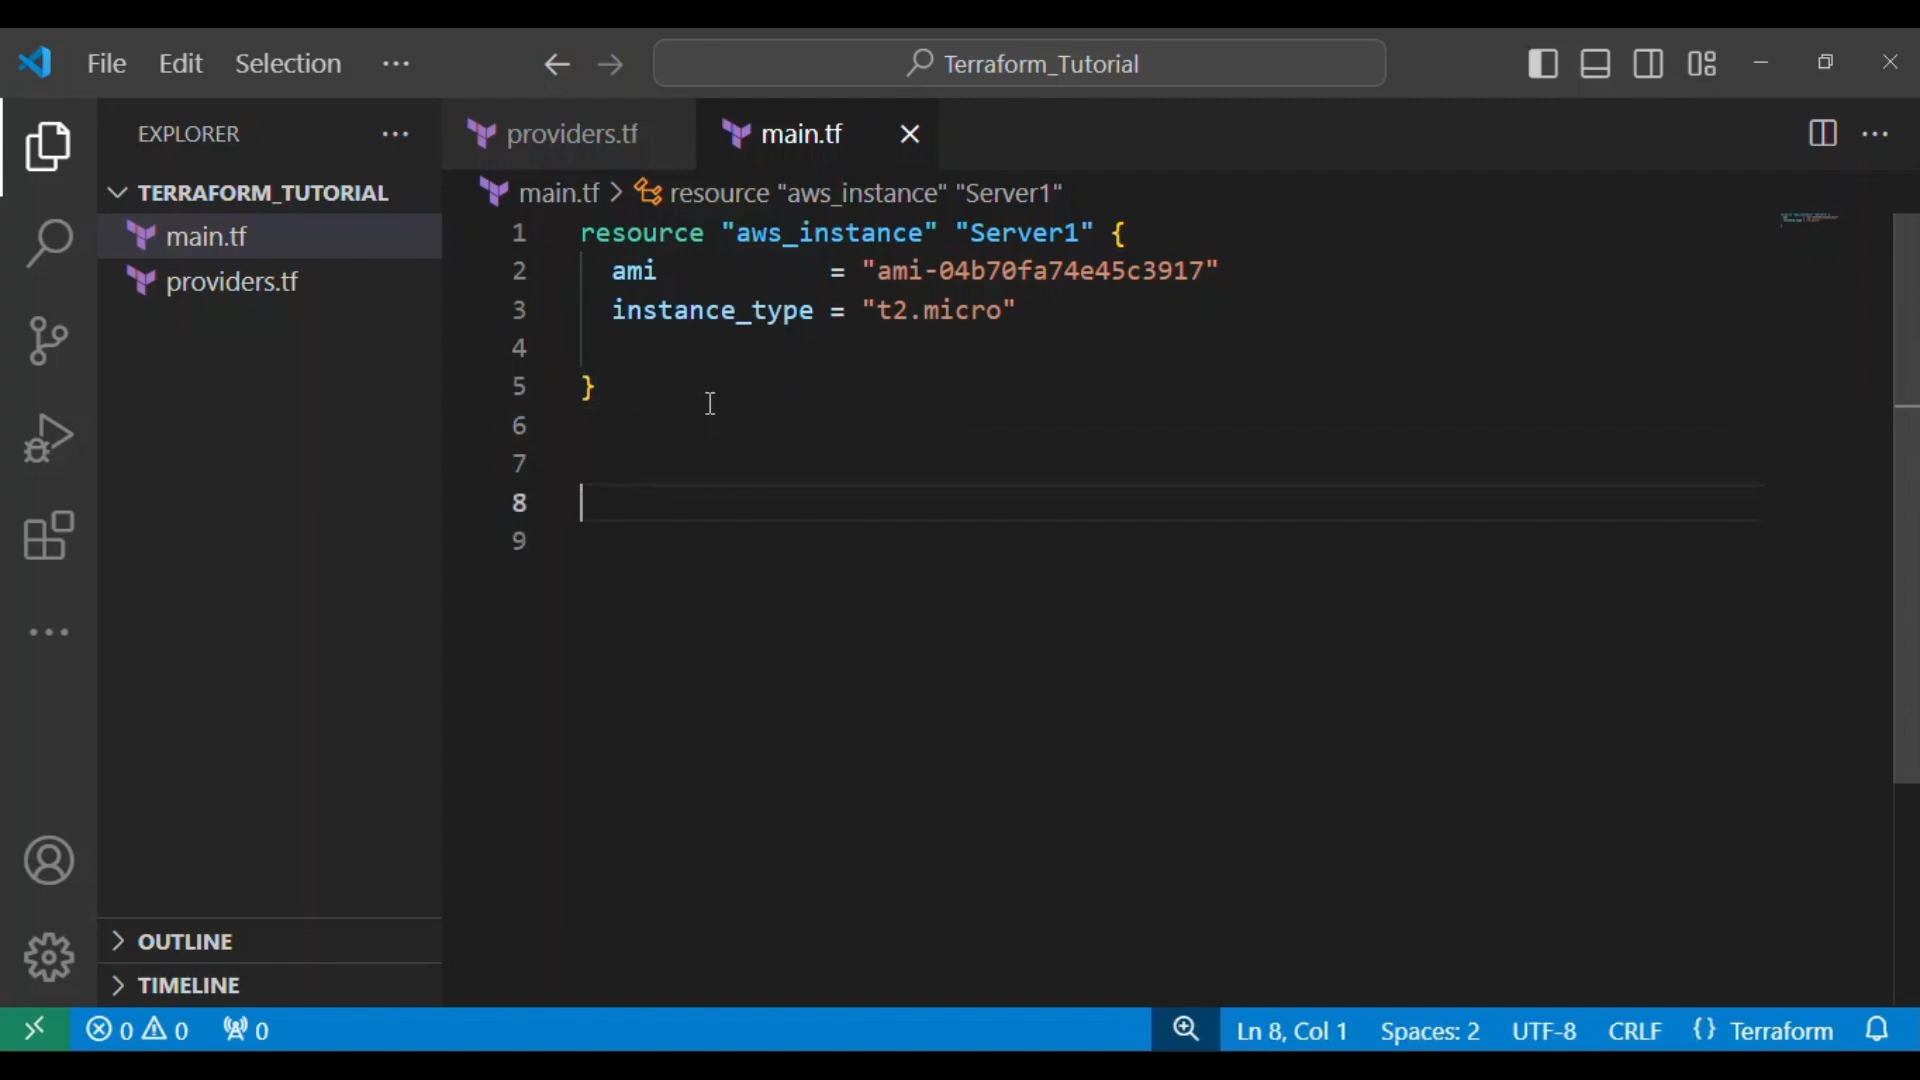 File Edit Selection ···
Terraform_Tutorial
EXPLORER ···
TERRAFORM_TUTORIAL
main.tf
providers.tf
OUTLINE
TIMELINE
providers.tf main.tf
main.tf > resource "aws_instance" "Server1"
1 resource "aws_instance" "Server1" {
2 ami = "ami-04b70fa74e45c3917"
3 instance_type = "t2.micro"
4
5 }
6
7
8
9
0 0 0 Ln 8, Col 1 Spaces: 2 UTF-8 CRLF {} Terraform